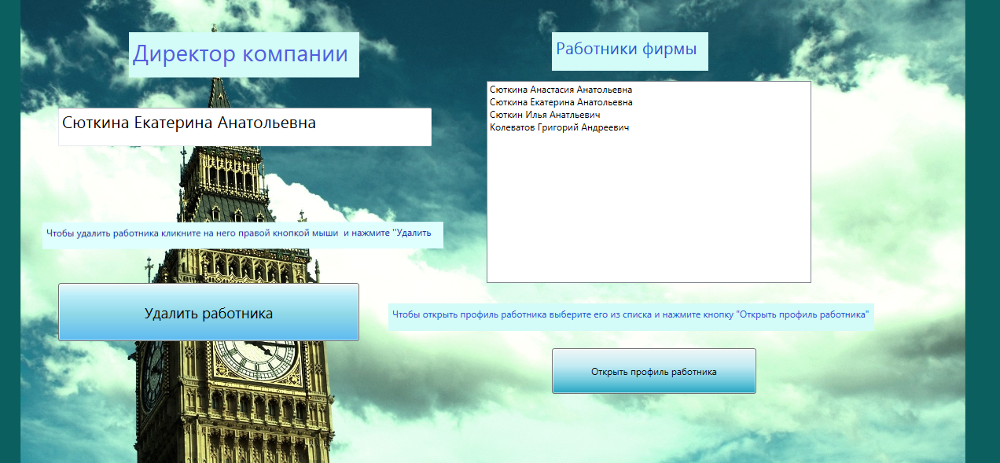 Директор компании
Сюткина Екатерина Анатольевна
Чтобы удалить работника кликните на него правой кнопкой мыши и нажмите "Удалить
Удалить работника
Работники фирмы
Сюткина Анастасия Анатольевна
Сюткина Екатерина Анатольевна
Сюткин Илья Анатльевич
Колеватов Григорий Андреевич
Чтобы открыть профиль работника выберите его из списка и нажмите кнопку "Открыть профиль работника"
Открыть профиль работника